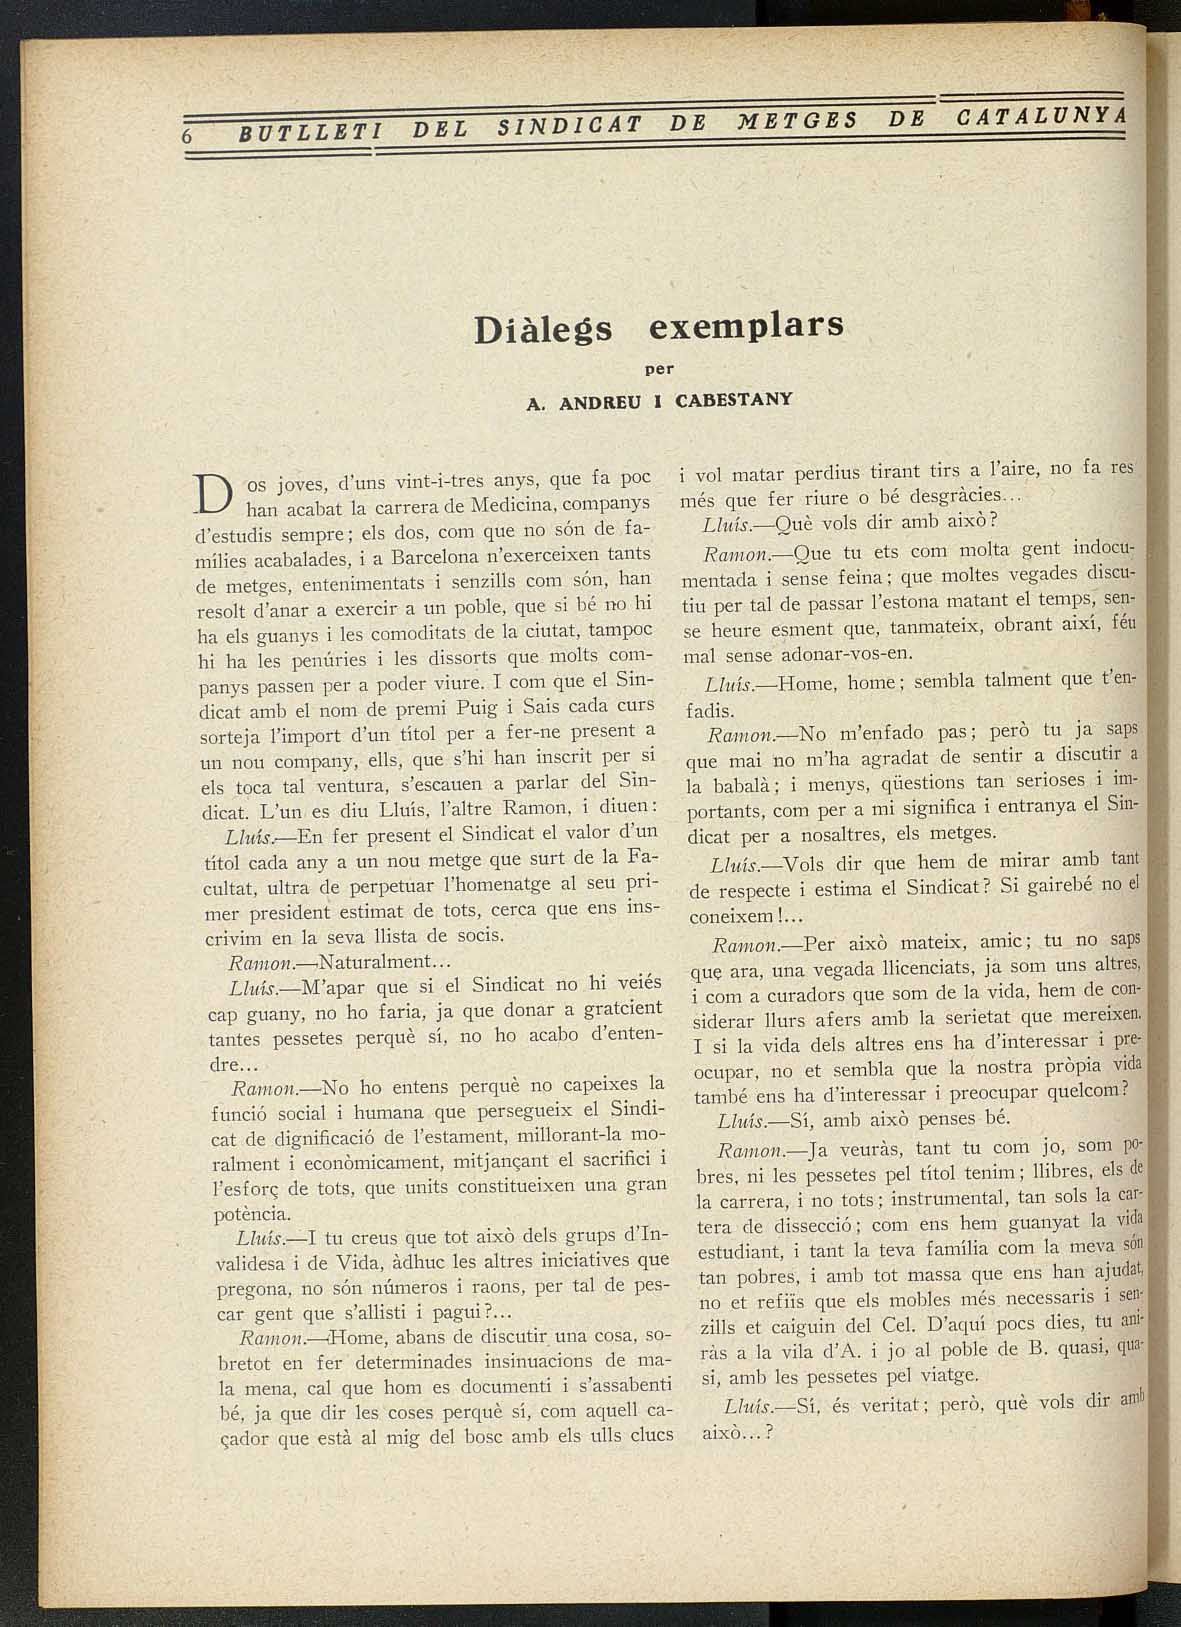 6 BUTLLETI DEL SINDICAT DE METGES DE CATALUNYA
Diàlegs exemplars
per
A. ANDREU I CABESTANY
Dos joves, d'uns vint-i-tres anys, que fa poc
han acabat la carrera de Medicina, companys
d'estudis sempre; els dos, com que no són de fa-
mílies acabalades, i a Barcelona n'exerceixen tants
de metges, entenimentats i senzills com són, han
resolt d'anar a exercir a un poble, que si bé no hi
ha els guanys i les comoditats de la ciutat, tampoc
hi ha les penúries i les dissorts que molts com-
panys passen per a poder viure. I com que el Sin-
dicat amb el nom de premi Puig i Sais cada curs
sorteja l'import d'un títol per a fer-ne present a
un nou company, ells, que s'hi han inscrit per si
els toca tal ventura, s'escauen a parlar del Sin-
dicat. L'un es diu Lluís, l'altre Ramon, i diuen:
Lluís.—En fer present el Sindicat el valor d'un
títol cada any a un nou metge que surt de la Fa-
cultat, ultra de perpetuar l'homenatge al seu pri-
mer president estimat de tots, cerca que ens ins-
crivim en la seva llista de socis.
Ramon.—Naturalment...
Lluís.—M'apar que si el Sindicat no hi veiés
cap guany, no ho faria, ja que donar a gratcient
tantes pessetes perquè sí, no ho acabo d'enten-
dre...
Ramon.—No ho entens perquè no capeixes la
funció social i humana que persegueix el Sindi-
cat de dignificació de l'estament, millorant-la mo-
ralment i econòmicament, mitjançant el sacrifici i
l'esforç de tots, que units constitueixen una gran
potència.
Lluís.—I tu creus que tot això dels grups d'In-
validesa i de Vida, àdhuc les altres iniciatives que
pregona, no són números i raons, per tal de pes-
car gent que s'allisti i pagui?...
Ramon.—Home, abans de discutir una cosa, so-
bretot en fer determinades insinuacions de ma-
la mena, cal que hom es documenti i s'assabenti
bé, ja que dir les coses perquè sí, com aquell ca-
çador que està al mig del bosc amb els ulls clucs
i vol matar perdius tirant tirs a l'aire, no fa res
més que fer riure o bé desgràcies...
Lluís.—Què vols dir amb això?
Ramon.—Que tu ets com molta gent indocu-
mentada i sense feina; que moltes vegades discu-
tiu per tal de passar l'estona matant el temps, sen-
se heure esment que, tanmateix, obrant així, féu
mal sense adonar-vos-en.
Lluís.—Home, home; sembla talment que t'en-
fadis.
Ramon.—No m'enfado pas; però tu ja saps
que mai no m'ha agradat de sentir a discutir a
la babalà; i menys, qüestions tan serioses i im-
portants, com per a mi significa i entranya el Sin-
dicat per a nosaltres, els metges.
Lluís.—Vols dir que hem de mirar amb tant
de respecte i estima el Sindicat? Si gairebé no el
coneixem!...
Ramon.—Per això mateix, amic; tu no saps
que ara, una vegada llicenciats, ja som uns altres,
i com a curadors que som de la vida, hem de con-
siderar llurs afers amb la serietat que mereixen.
I si la vida dels altres ens ha d'interessar i pre-
ocupar, no et sembla que la nostra pròpia vida
també ens ha d'interessar i preocupar quelcom?
Lluís.—Sí, amb això penses bé.
Ramon.—Ja veuràs, tant tu com jo, som po-
bres, ni les pessetes pel títol tenim; llibres, els de
la carrera, i no tots; instrumental, tan sols la car-
tera de dissecció; com ens hem guanyat la vida
estudiant, i tant la teva família com la meva són
tan pobres, i amb tot massa que ens han ajudat,
no et refiïs que els mobles més necessaris i sen-
zills et caiguin del Cel. D'aquí pocs dies, tu ani-
ràs a la vila d'A. i jo al poble de B. quasi, qua-
si, amb les pessetes pel viatge.
Lluís.—Sí, és veritat; però, què vols dir amb
això...?